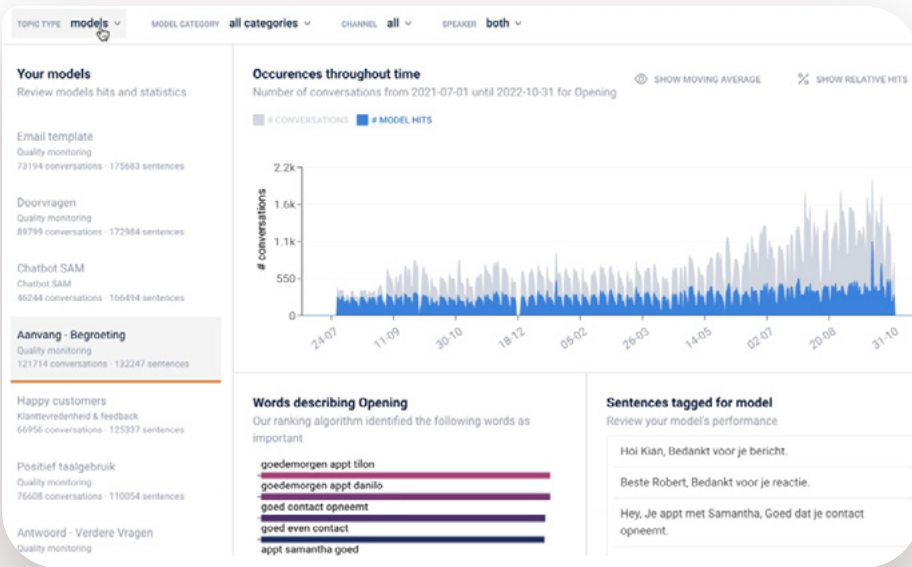 TOPIC TYPE models MODEL CATEGORY all categories CHANNEL all SPEAKER both
Your models
Review models hits and statistics
Email template
Quality monitoring
73194 conversations · 175683 sentences
Doorvragen
Quality monitoring
89799 conversations · 172984 sentences
Chatbot SAM
Chatbot SAM
46244 conversations · 166494 sentences
Aanvang - Begroeting
Quality monitoring
121714 conversations · 132247 sentences
Happy customers
Klanttevredenheid & feedback
66956 conversations · 125337 sentences
Positief taalgebruik
Quality monitoring
76608 conversations · 110054 sentences
Antwoord - Verdere Vragen
Quality monitoring
Occurences throughout time
Number of conversations from 2021-07-01 until 2022-10-31 for Opening
SHOW MOVING AVERAGE
SHOW RELATIVE HITS
# CONVERSATIONS # MODEL HITS
# conversations
2.2k
1.6k
1.1k
550
0
24-07 11-09 30-10 18-12 05-02 26-03 14-05 02-07 20-08 31-10
Words describing Opening
Our ranking algorithm identified the following words as
important
goedemorgen appt tilon
goedemorgen appt danilo
goed contact opneemt
goed even contact
appt samantha goed
Sentences tagged for model
Review your model's performance
Hoi Kian, Bedankt voor je bericht.
Beste Robert, Bedankt voor je reactie.
Hey, Je appt met Samantha, Goed dat je contact
opneemt.